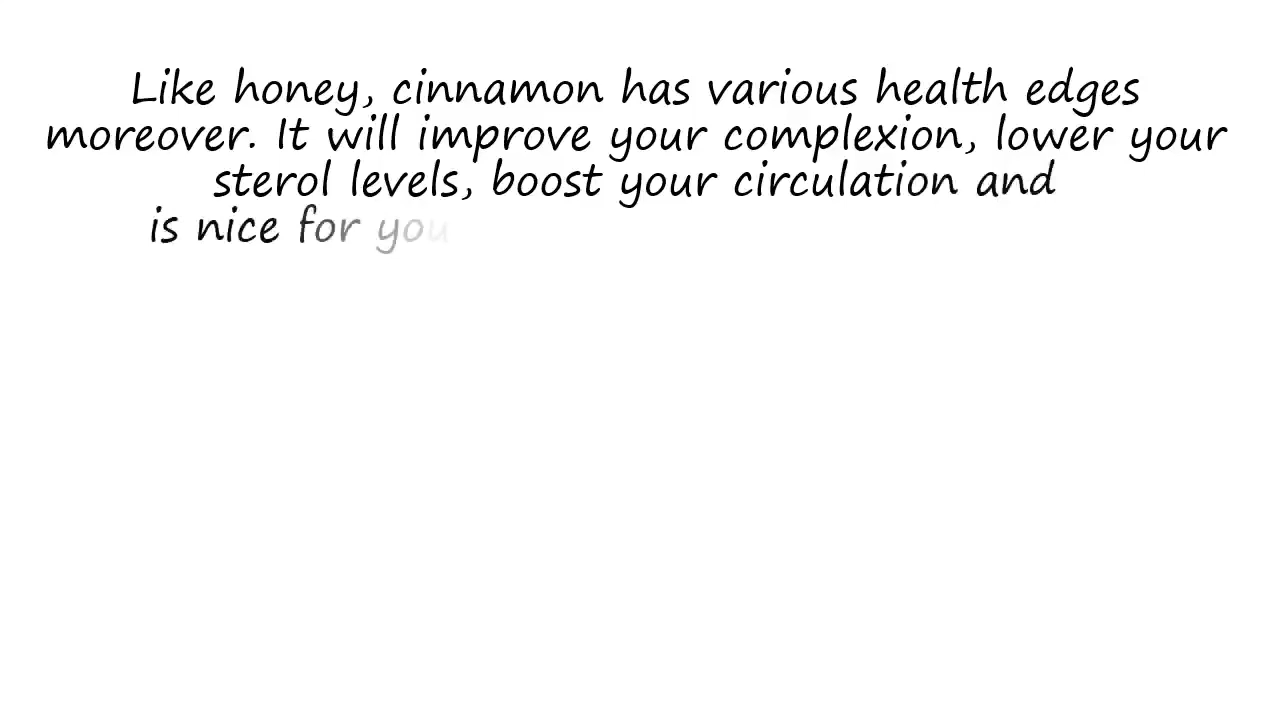 Like honey, cinnamon has various health edges
moreover. It will improve your complexion, lower your
sterol levels, boost your circulation and
is nice for you